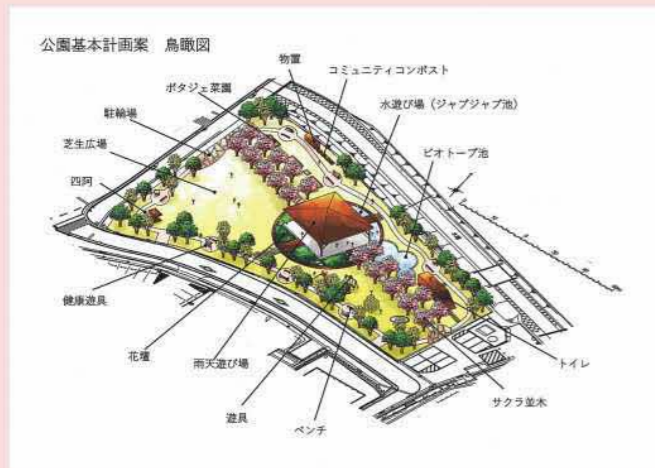 公園基本計画案　鳥瞰図
物置
コミュニティコンポスト
ポタジェ菜園
水遊び場（ジャブジャブ池）
駐輪場
ビオトープ池
芝生広場
四阿
健康遊具
花壇
雨天遊び場
トイレ
遊具
サクラ並木
ベンチ